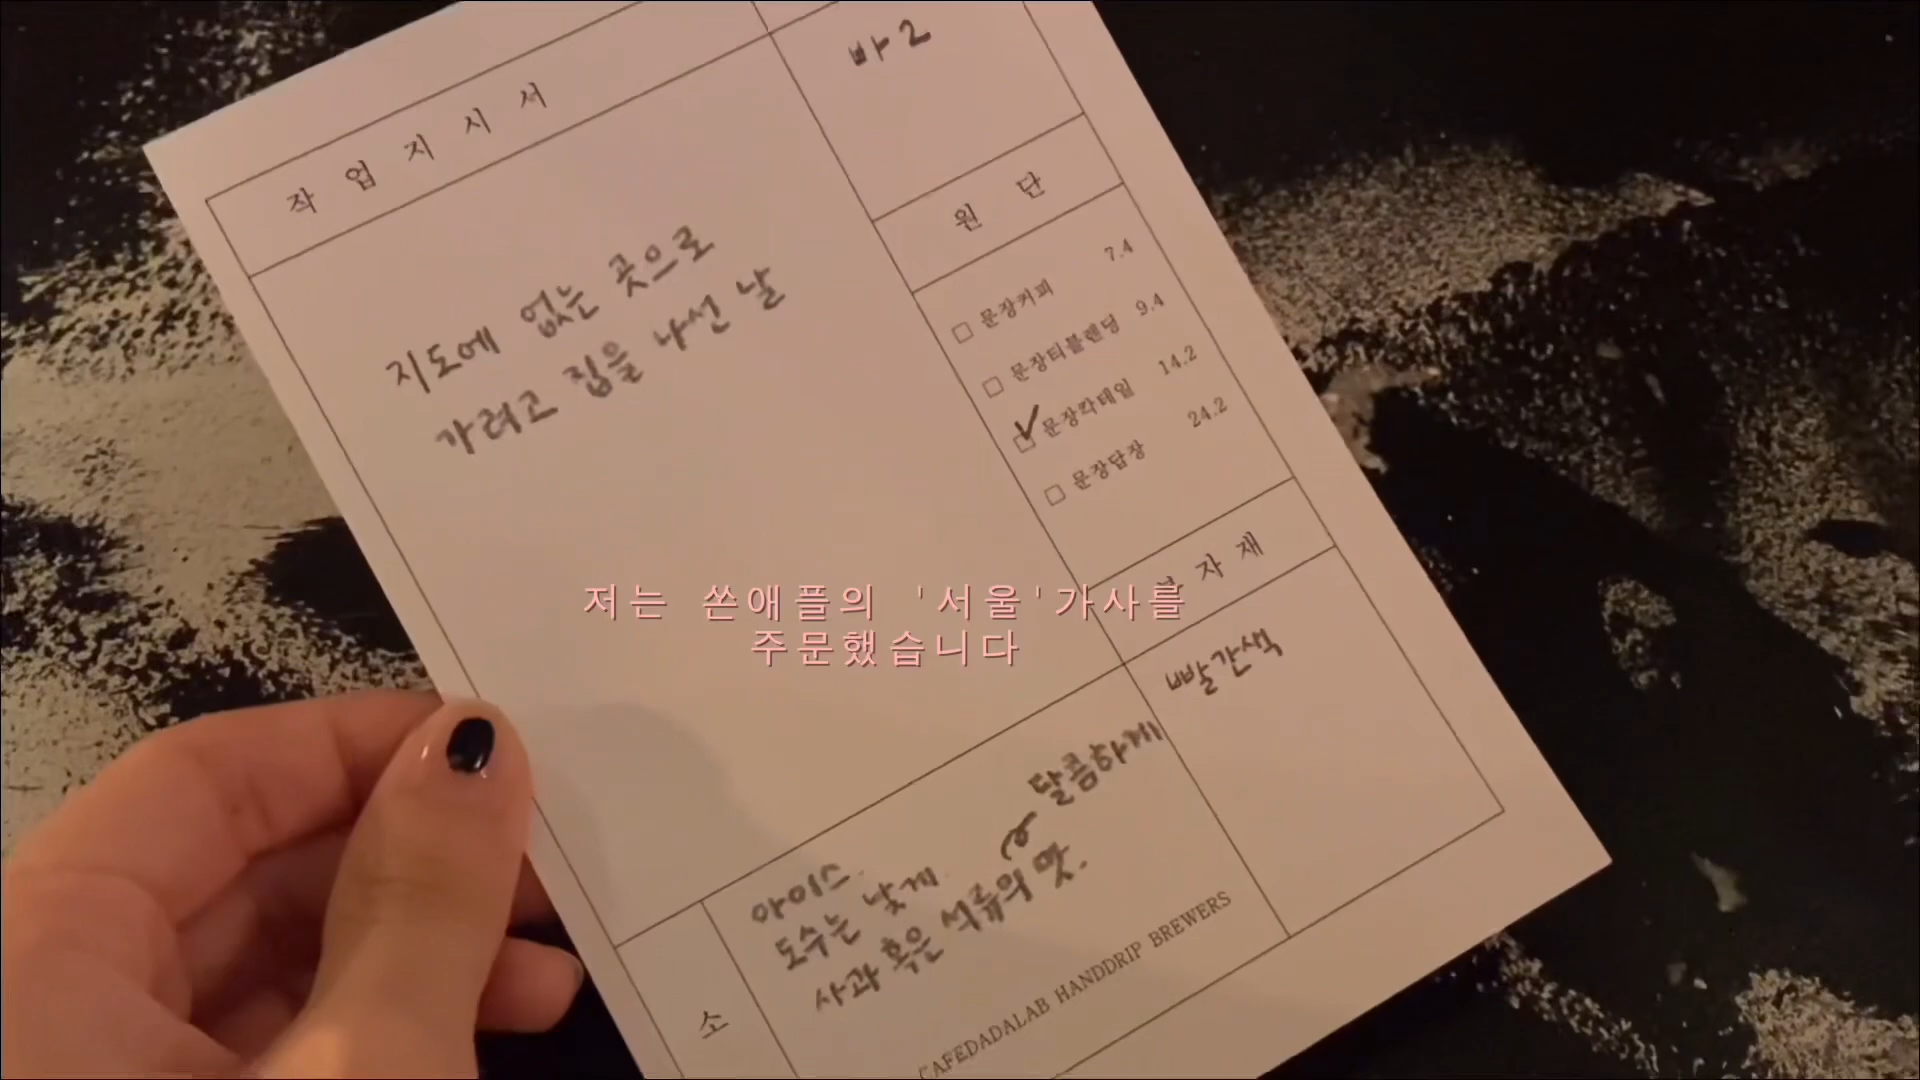 작업지시서
지도에 없는 곳으로
가려고 집을 나선 날
바 2
원단
□ 문장커피 7.4
□ 문장티블렌딩 9.4
✓ 문장칵테일 14.2
□ 문장답장 24.2
부자재
빨간색
저는 쏜애플의 '서울'가사를
주문했습니다
소
아이스.
도수는 낮게 달콤하게
사과 혹은 석류의 맛.
CAFEDADALAB HANDDRIP BREWERS